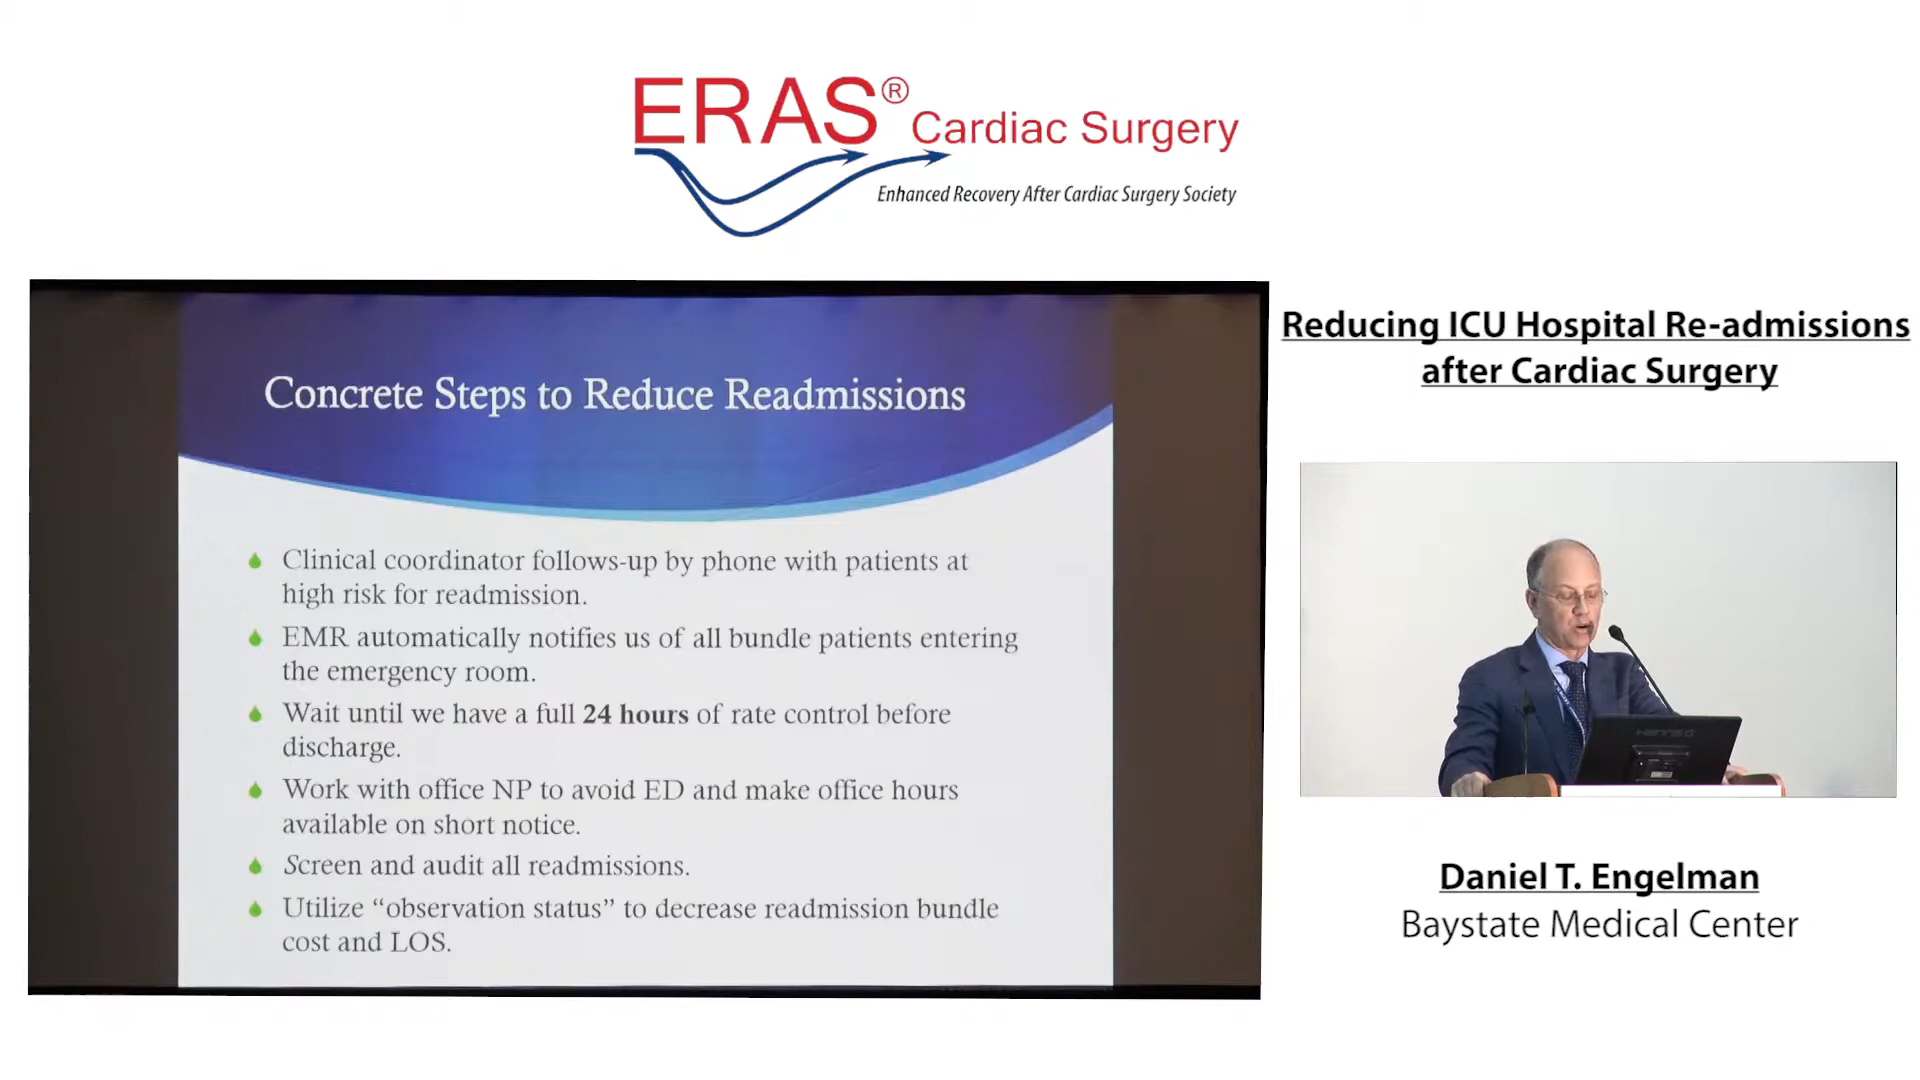 ERAS® Cardiac Surgery
Enhanced Recovery After Cardiac Surgery Society
Concrete Steps to Reduce Readmissions
Clinical coordinator follows-up by phone with patients at
high risk for readmission.
EMR automatically notifies us of all bundle patients entering
the emergency room.
Wait until we have a full 24 hours of rate control before
discharge.
Work with office NP to avoid ED and make office hours
available on short notice.
Screen and audit all readmissions.
Utilize “observation status” to decrease readmission bundle
cost and LOS.
Reducing ICU Hospital Re-admissions
after Cardiac Surgery
Daniel T. Engelman
Baystate Medical Center